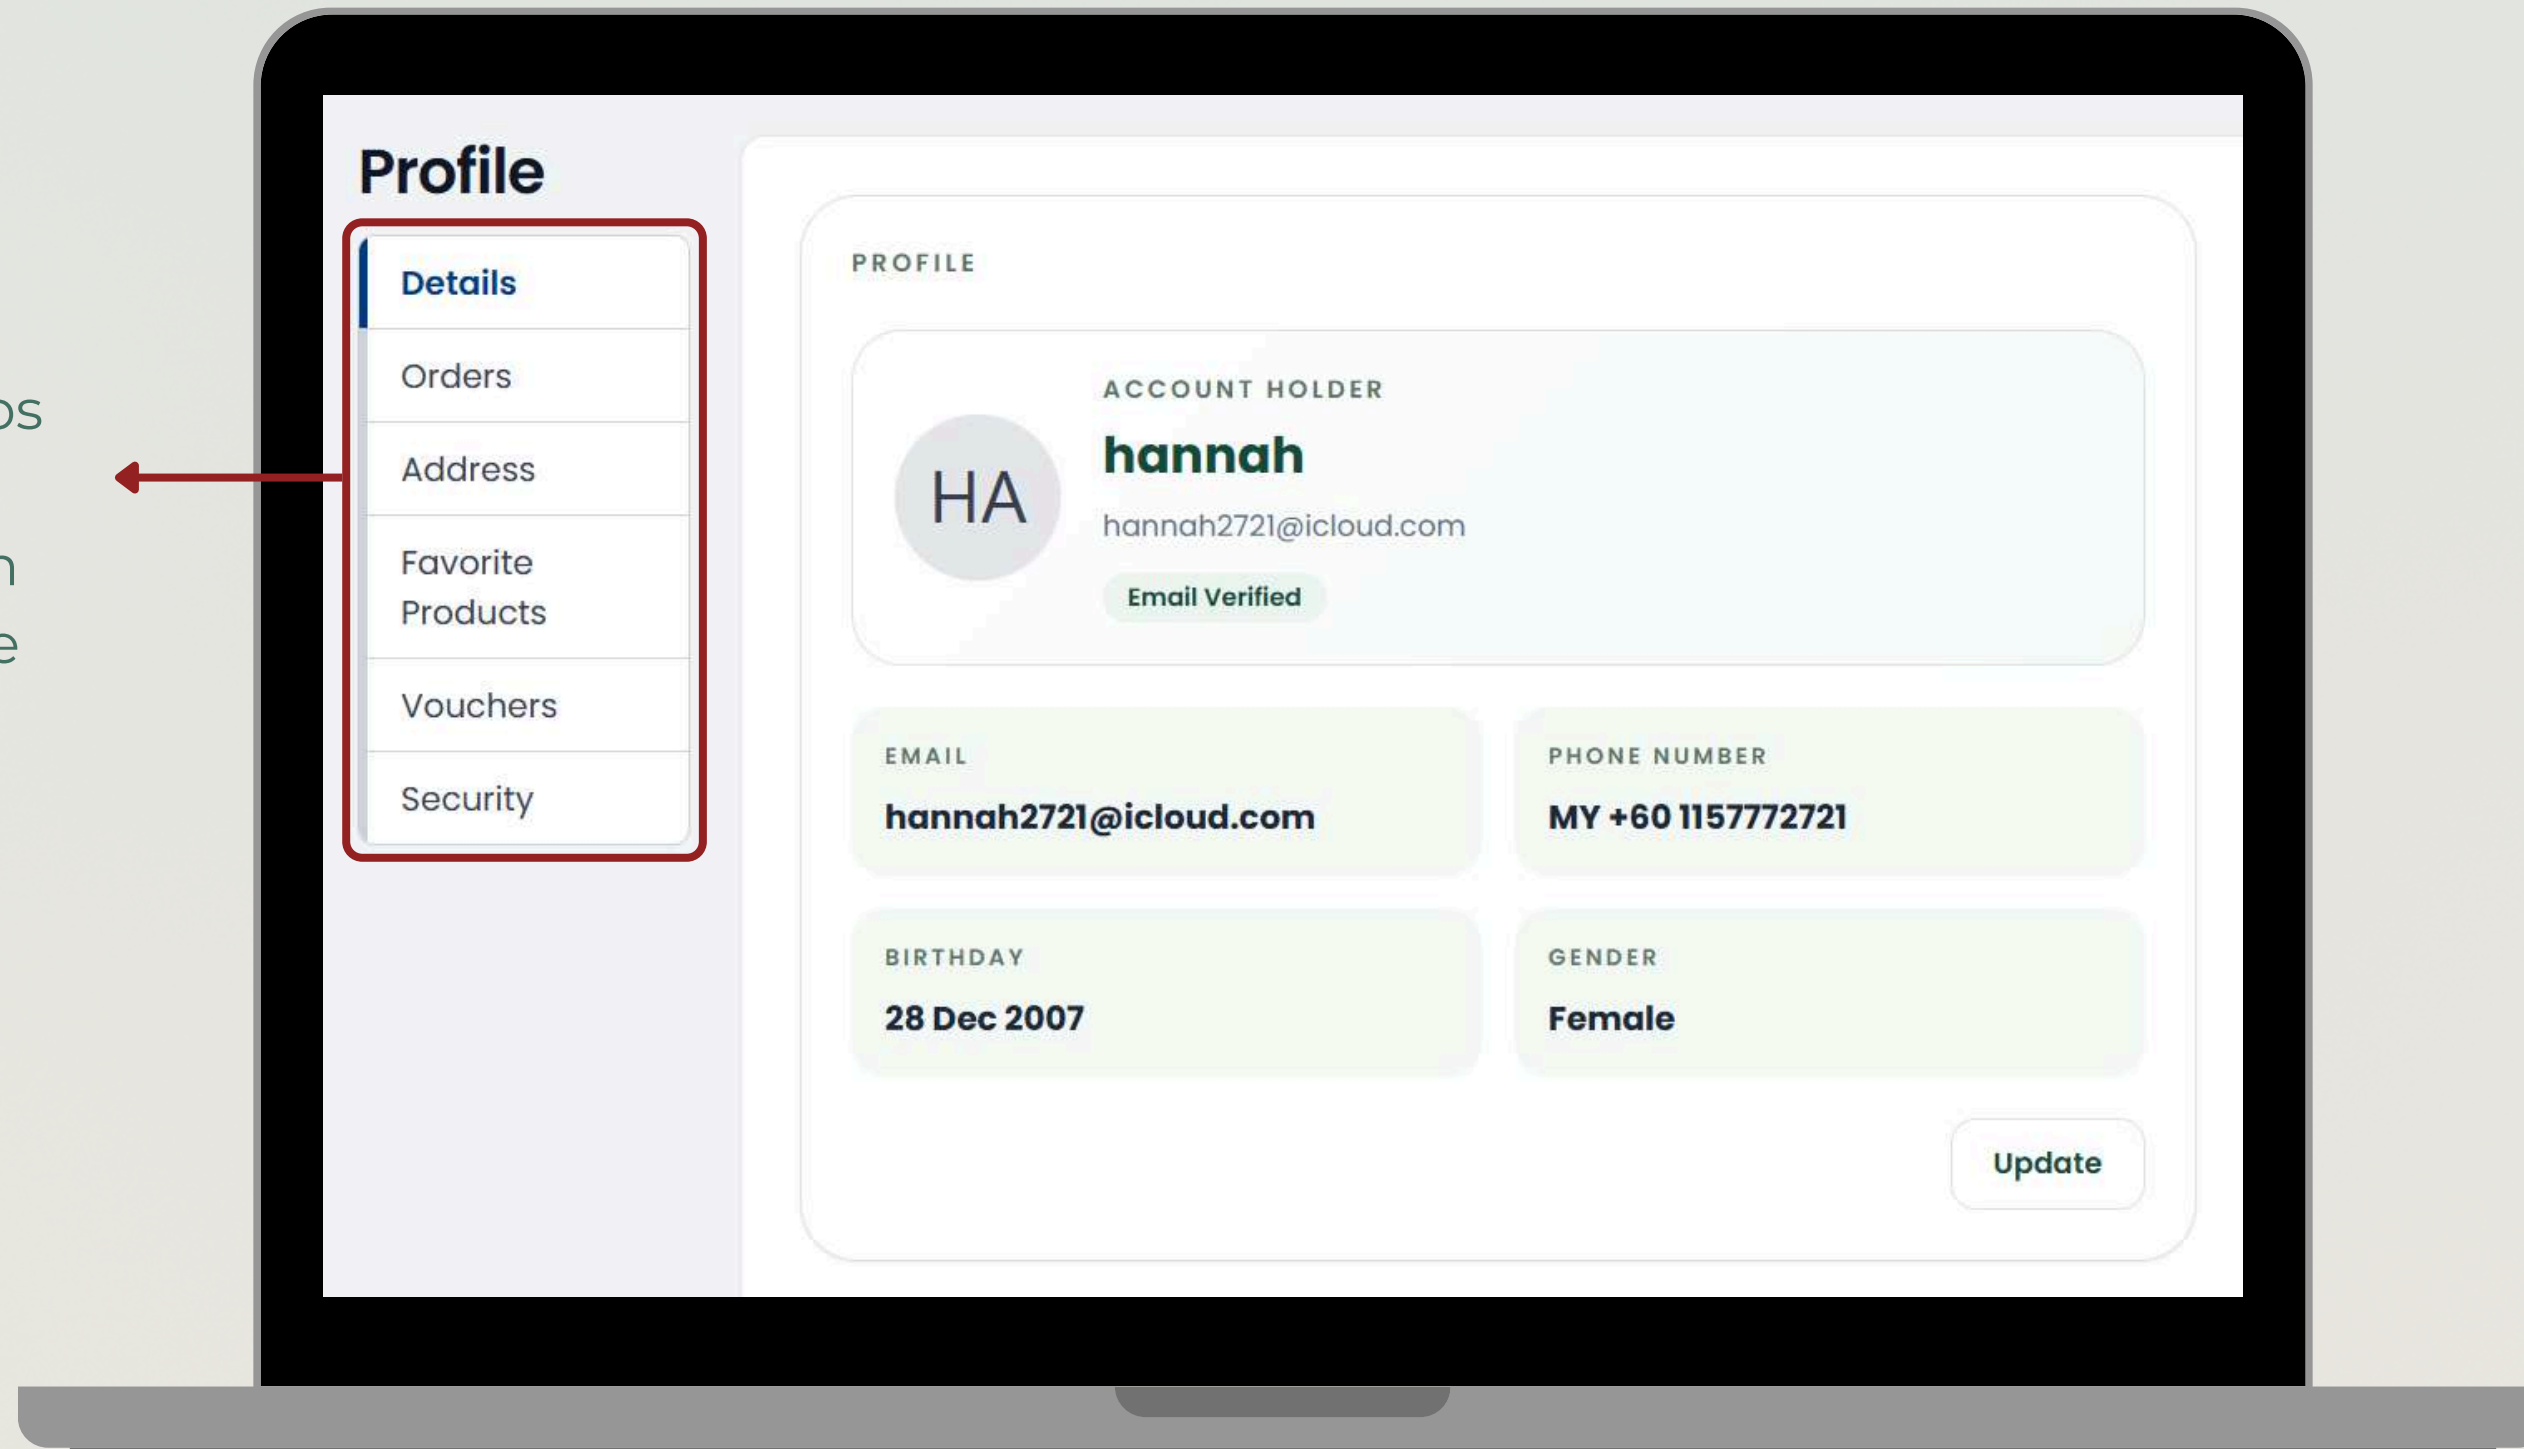 Profile
Details
Orders
Address
Favorite
Products
Vouchers
Security
PROFILE
HA
ACCOUNT HOLDER
hannah
hannah2721@icloud.com
Email Verified
EMAIL
hannah2721@icloud.com
PHONE NUMBER
MY +60 1157772721
BIRTHDAY
28 Dec 2007
GENDER
Female
Update